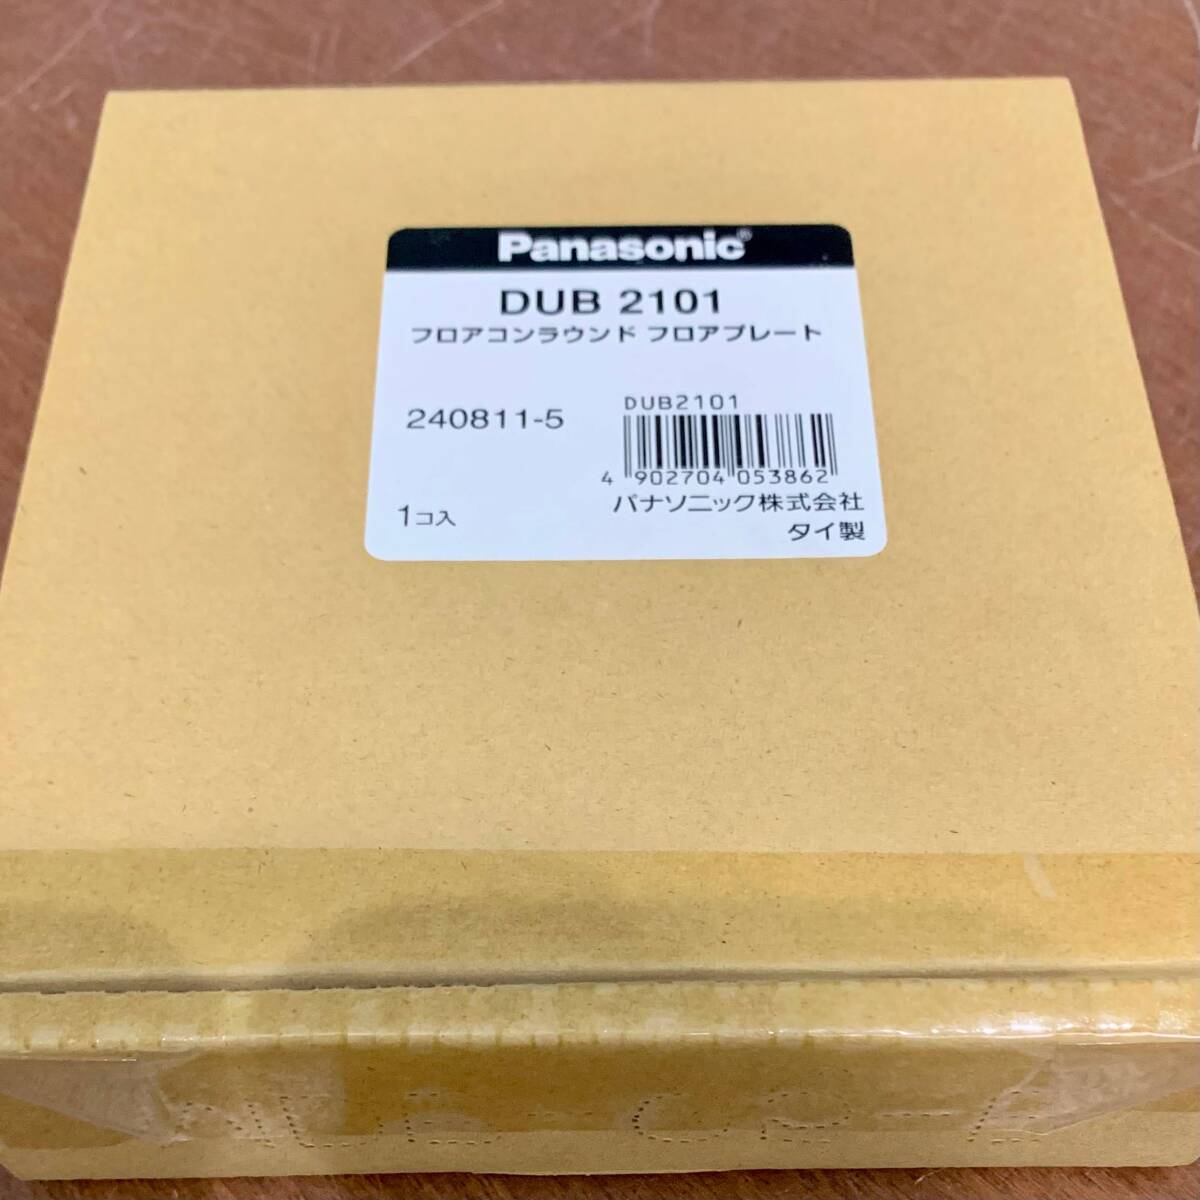 Panasonic®
DUB 2101
フロアコンラウンド フロアプレート
240811-5
DUB2101
4 902704 053862
1コ入
パナソニック株式会社
タイ製